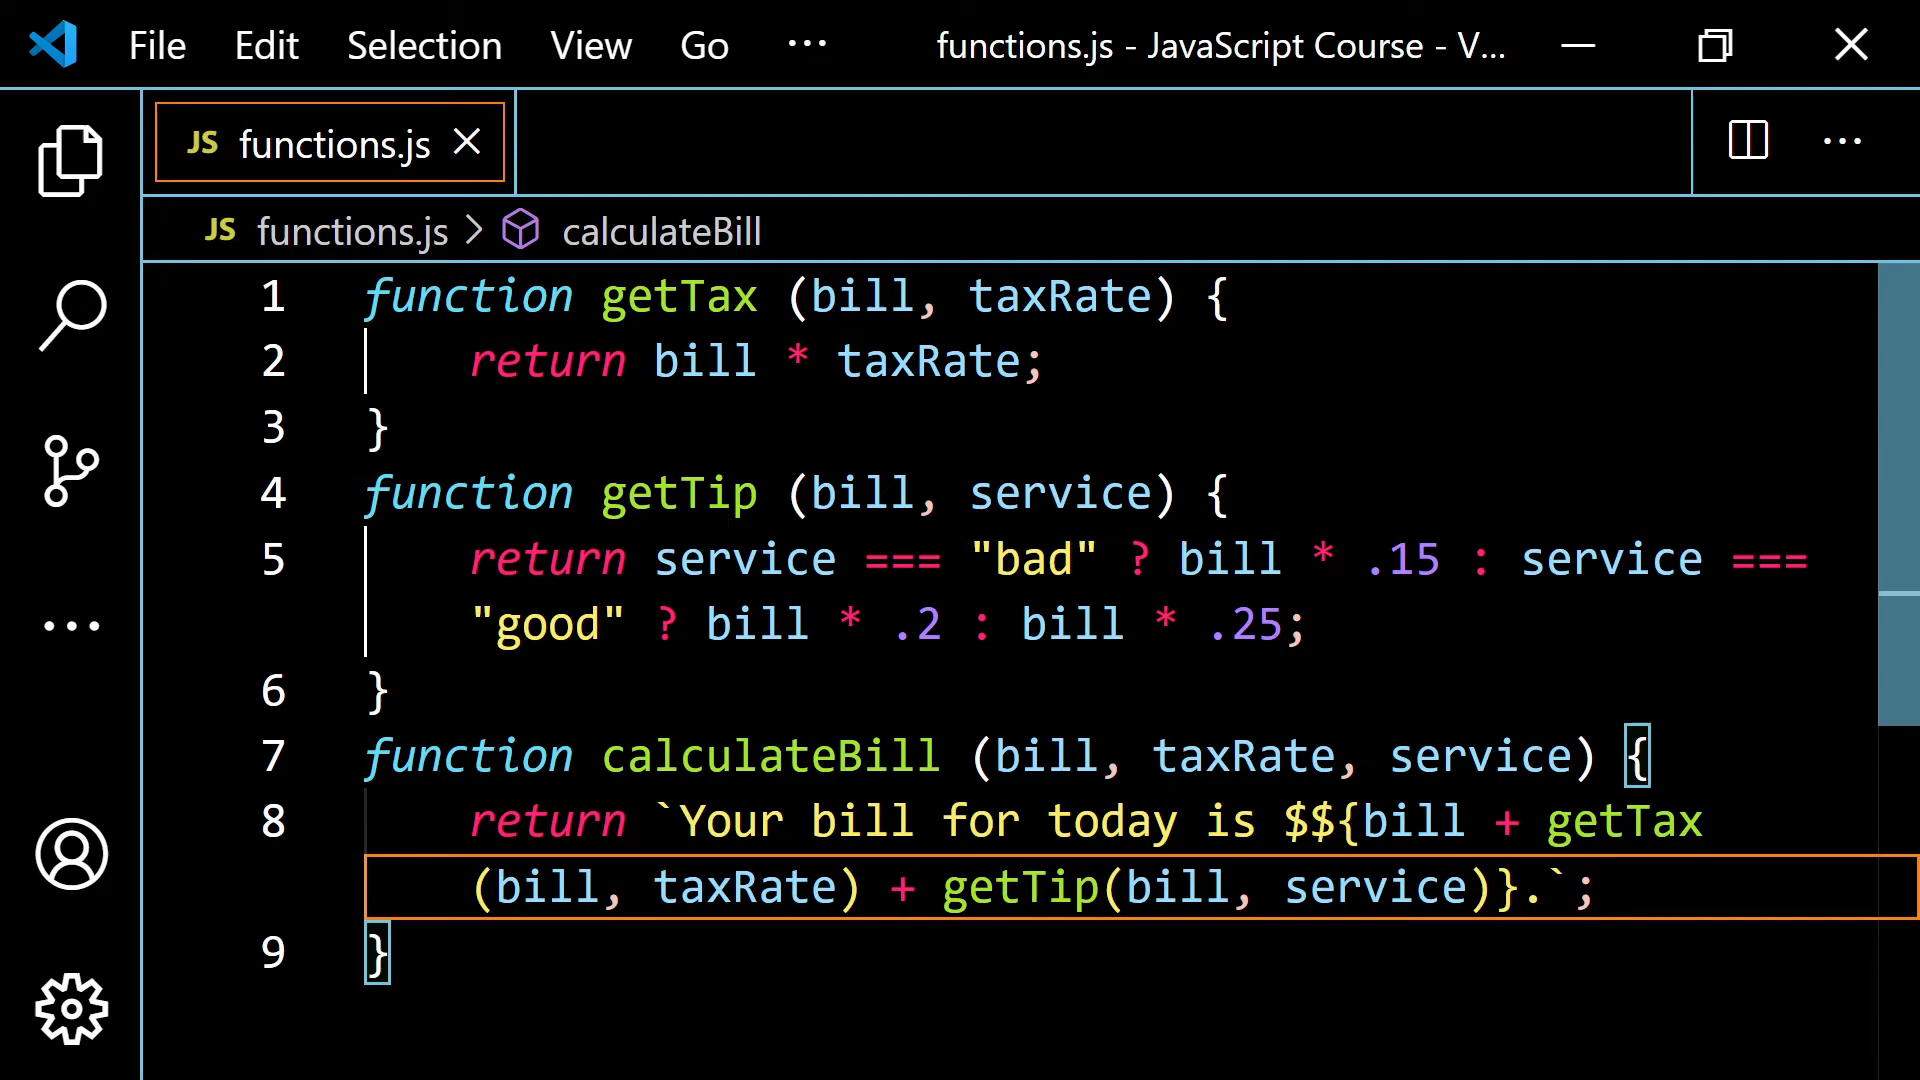 File Edit Selection View Go ··· functions.js - JavaScript Course - V...
JS functions.js
JS functions.js > calculateBill
1 function getTax (bill, taxRate) {
2 return bill * taxRate;
3 }
4 function getTip (bill, service) {
5 return service === "bad" ? bill * .15 : service ===
"good" ? bill * .2 : bill * .25;
6 }
7 function calculateBill (bill, taxRate, service) {
8 return `Your bill for today is $${bill + getTax
(bill, taxRate) + getTip(bill, service)}.`;
9 }